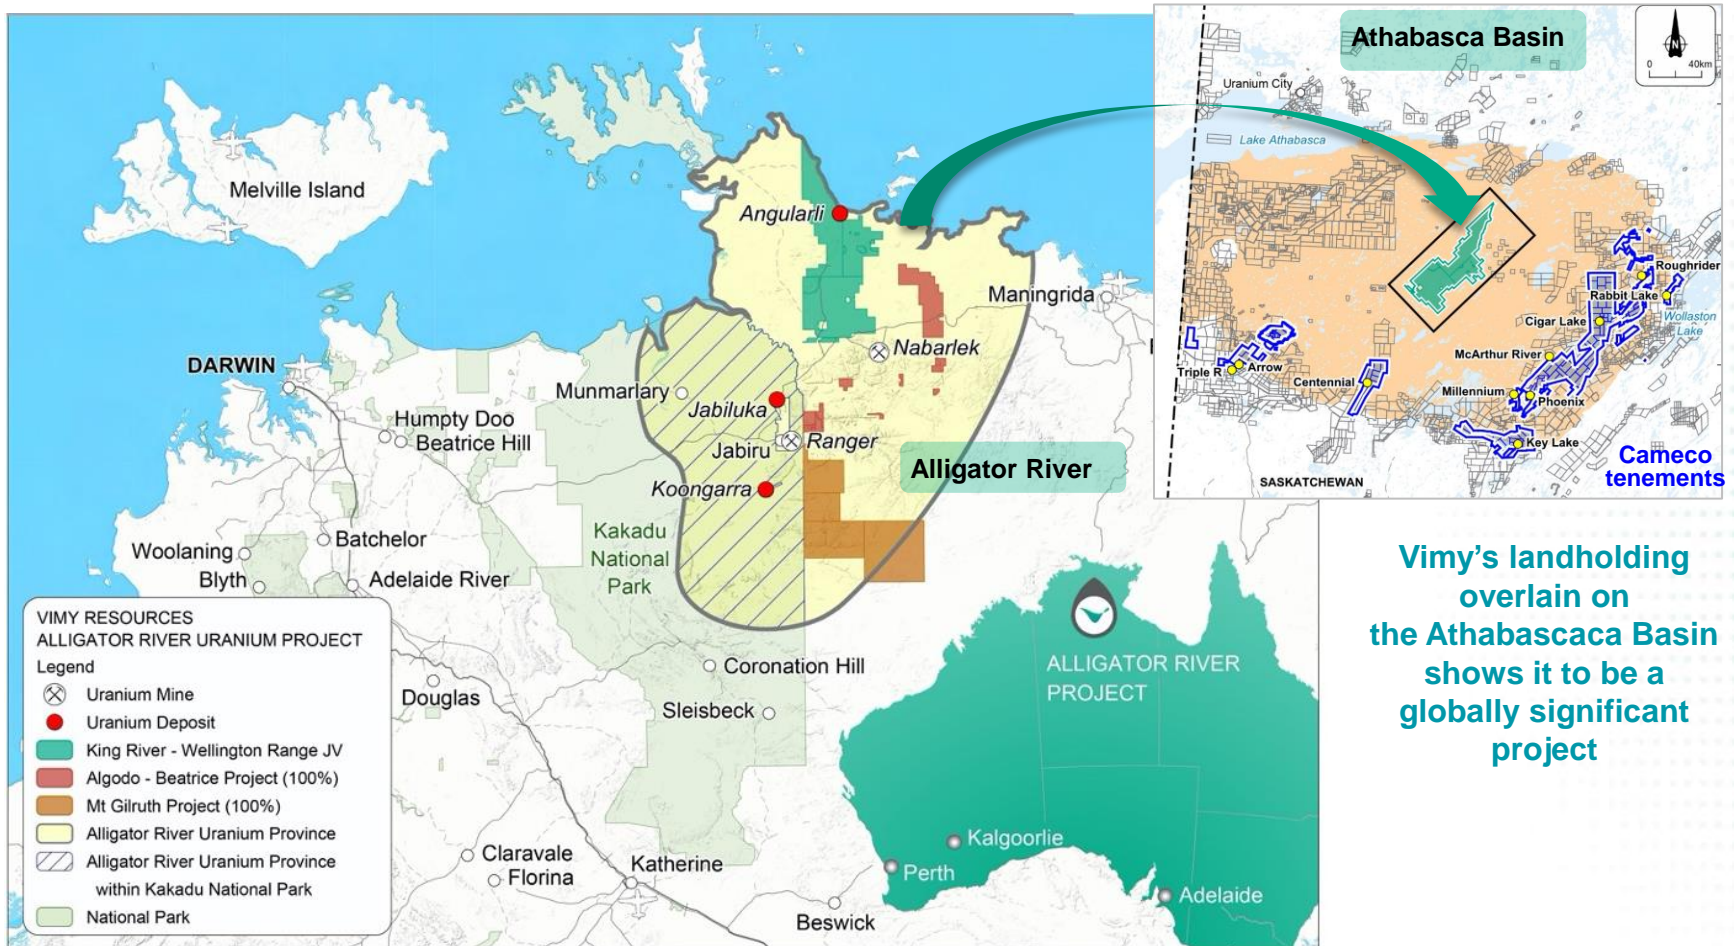 Athabasca Basin
N
0 40km
Uranium City
Lake Athabasca
Roughrider
Rabbit Lake
Wollaston
Lake
Cigar Lake
McArthur River
Triple R
Arrow
Centennial
Millennium
Phoenix
Key Lake
Cameco
tenements
SASKATCHEWAN
Melville Island
Angularli
Maningrida
DARWIN
Nabarlek
Munmarlary
Jabiluka
Humpty Doo
Beatrice Hill
Jabiru
Ranger
Alligator River
Koongarra
Kakadu
National
Park
Woolaning
Batchelor
Blyth
Adelaide River
Coronation Hill
Douglas
Sleisbeck
Claravale
Florina
Katherine
Beswick
VIMY RESOURCES
ALLIGATOR RIVER URANIUM PROJECT
Legend
Uranium Mine
Uranium Deposit
King River - Wellington Range JV
Algodo - Beatrice Project (100%)
Mt Gilruth Project (100%)
Alligator River Uranium Province
Alligator River Uranium Province
within Kakadu National Park
National Park
ALLIGATOR RIVER
PROJECT
Kalgoorlie
Perth
Adelaide
Vimy's landholding
overlain on
the Athabascaca Basin
shows it to be a
globally significant
project